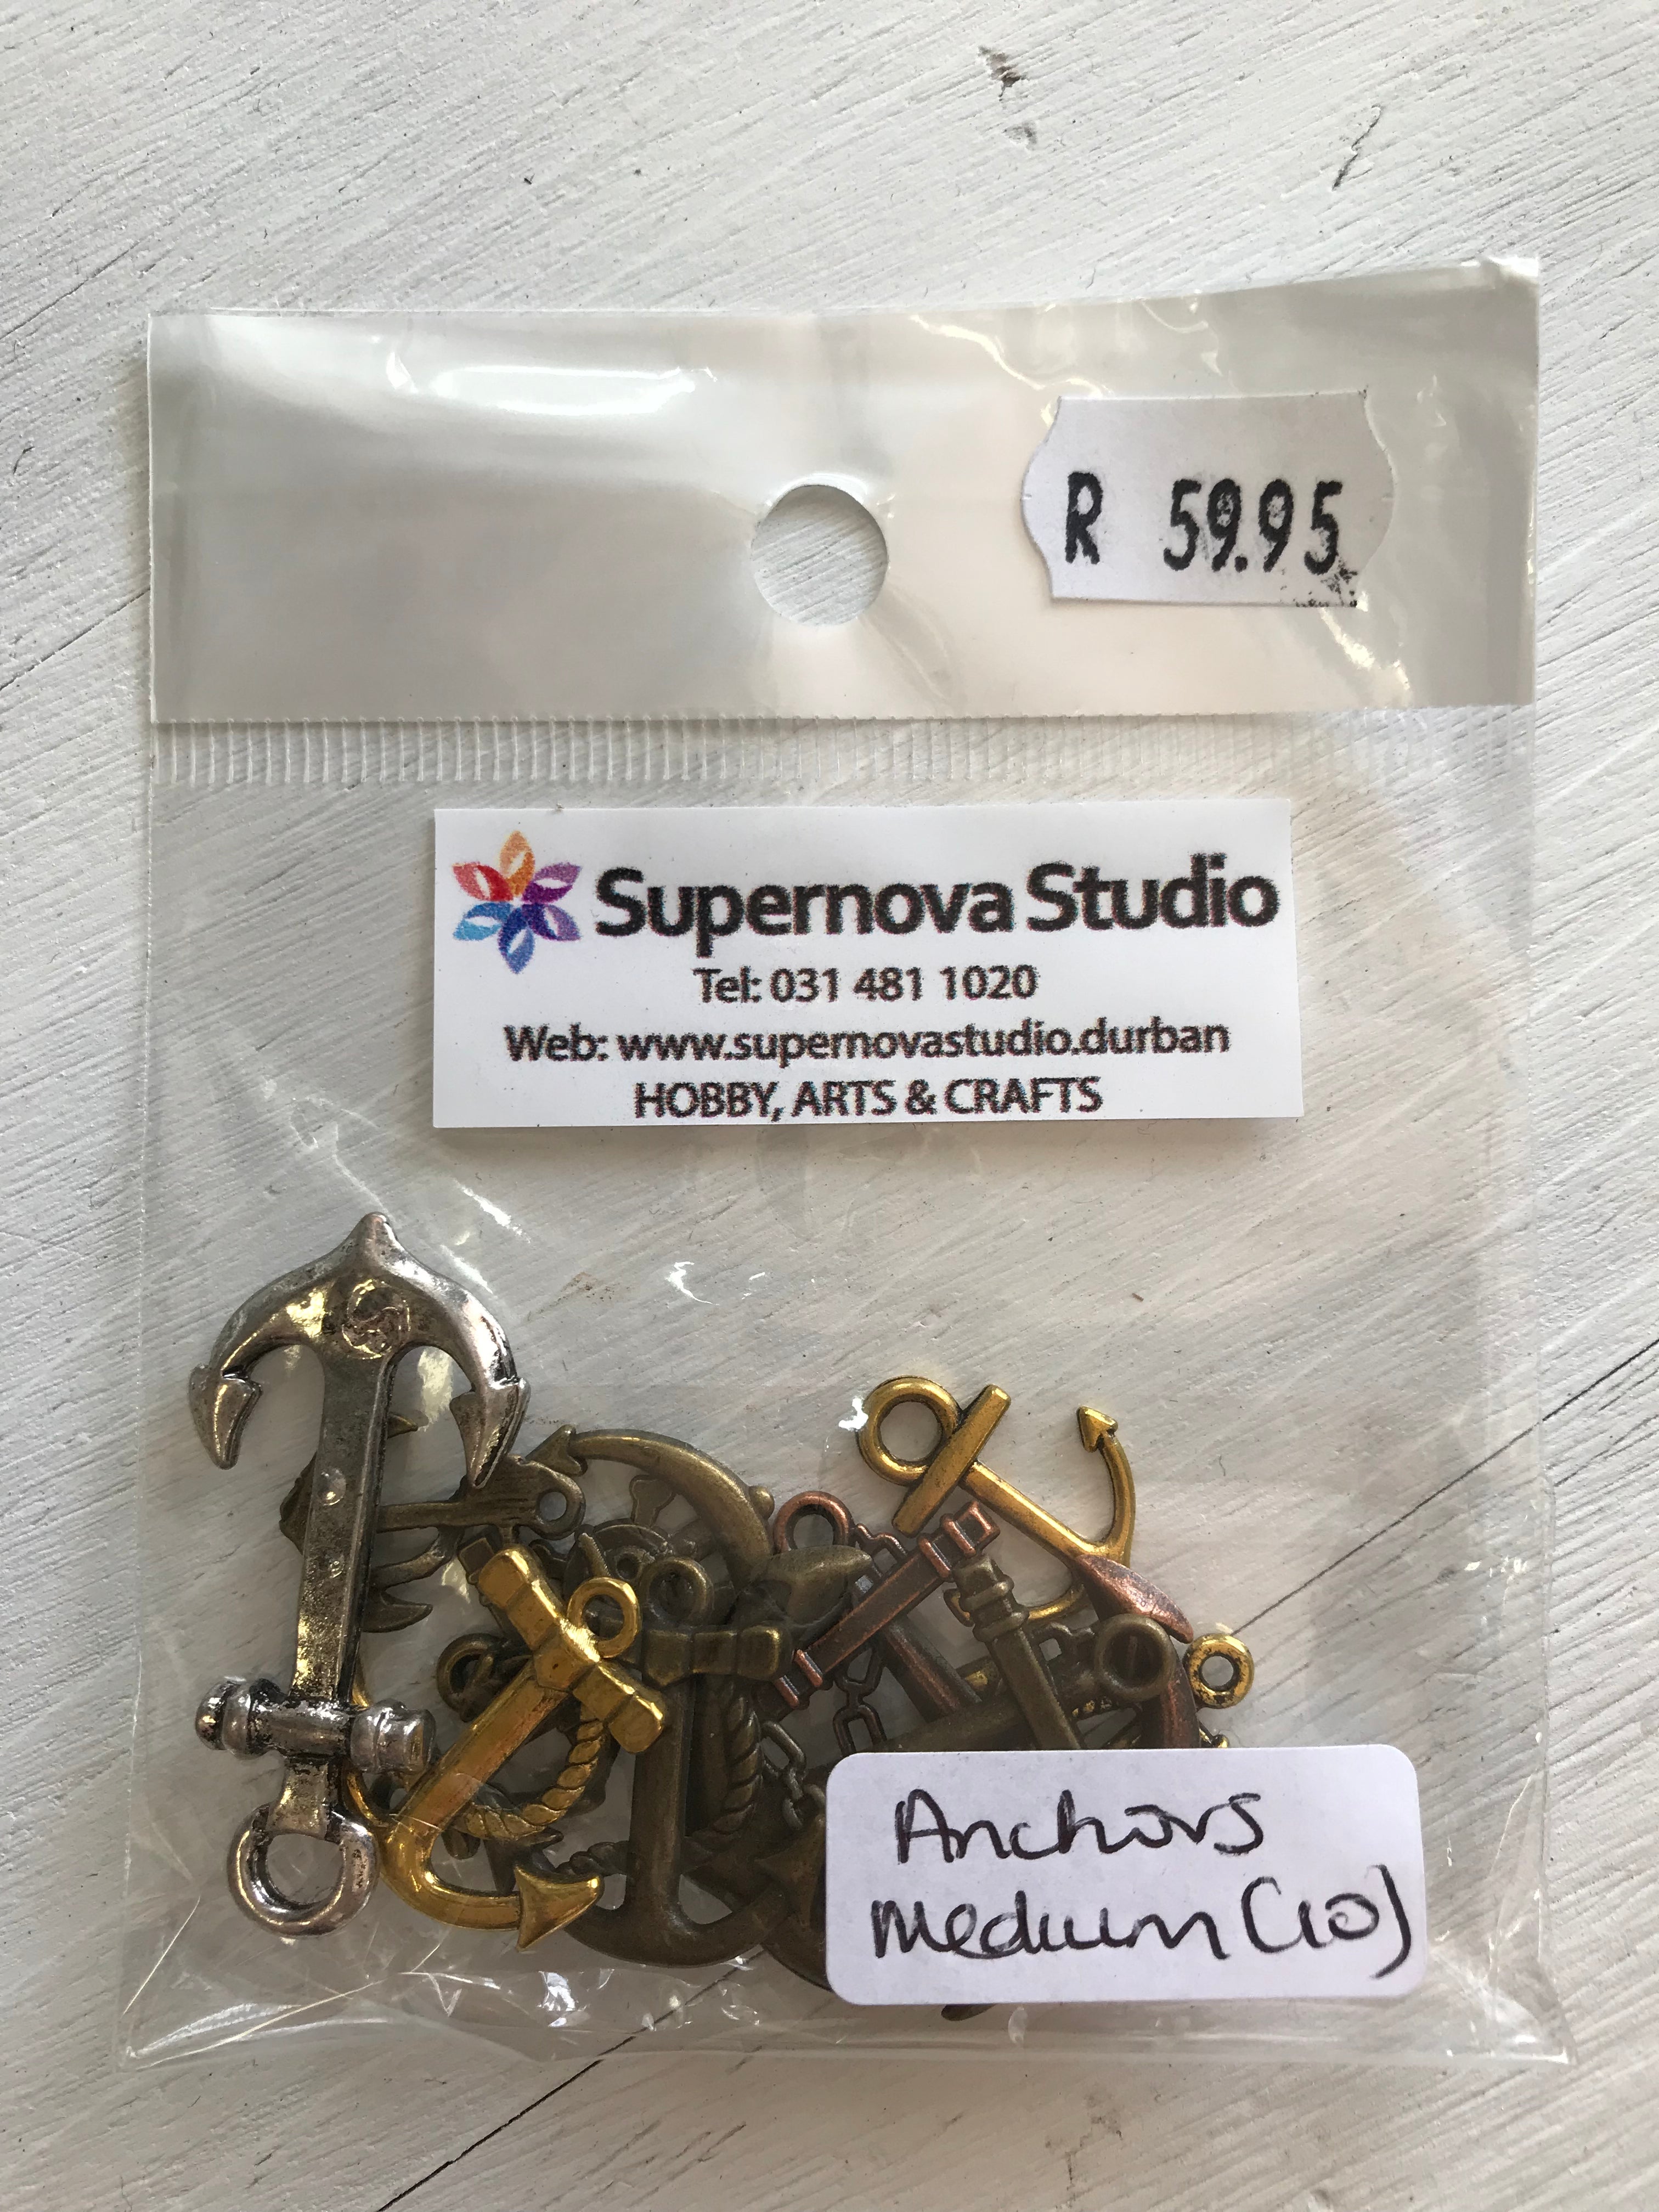 R 59.95
Supernova Studio
Tel: 031 481 1020
Web: www.supernovastudio.durban
HOBBY, ARTS & CRAFTS
Anchors
Medium (10)